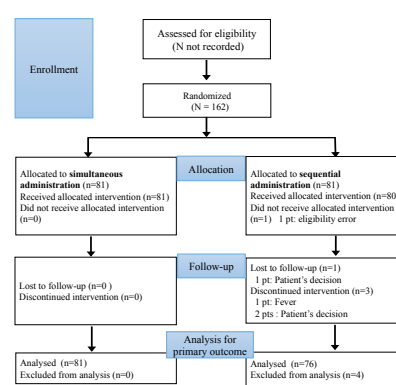 Assessed for eligibility
(N not recorded)
Enrollment
Randomized
(N = 162)
Allocation
Allocated to simultaneous
administration (n=81)
Received allocated intervention (n=81)
Did not receive allocated intervention
(n=0)
Allocated to sequential
administration (n=81)
Received allocated intervention (n=80
Did not receive allocated intervention
(n=1) 1 pt: eligibility error
Follow-up
Lost to follow-up (n=0 )
Discontinued intervention (n=0)
Lost to follow-up (n=1)
1 pt: Patient's decision
Discontinued intervention (n=3)
1 pt: Fever
2 pts : Patient's decision
Analysis for
primary outcome
Analysed (n=81)
Excluded from analysis (n=0)
Analysed (n=76)
Excluded from analysis (n=4)